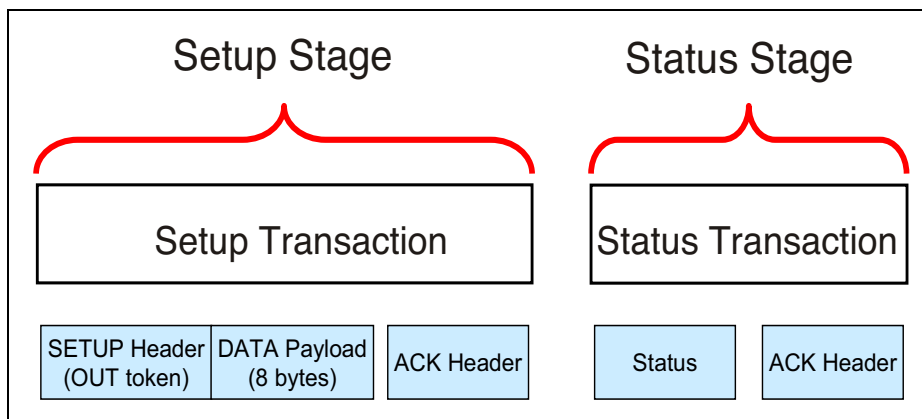 Setup Stage
Status Stage
Setup Transaction
Status Transaction
SETUP Header
(OUT token)
DATA Payload
(8 bytes)
ACK Header
Status
ACK Header